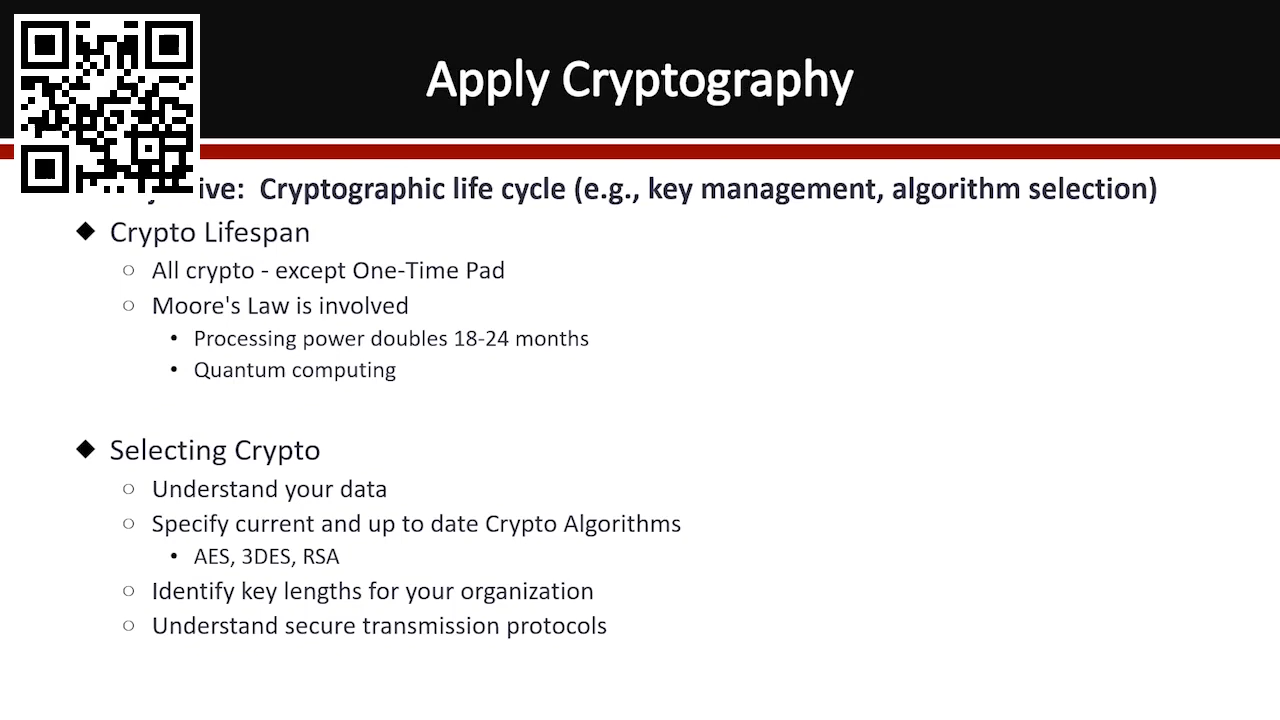 Apply Cryptography
Cryptographic life cycle (e.g., key management, algorithm selection)
Crypto Lifespan
All crypto - except One-Time Pad
Moore's Law is involved
Processing power doubles 18-24 months
Quantum computing
Selecting Crypto
Understand your data
Specify current and up to date Crypto Algorithms
AES, 3DES, RSA
Identify key lengths for your organization
Understand secure transmission protocols